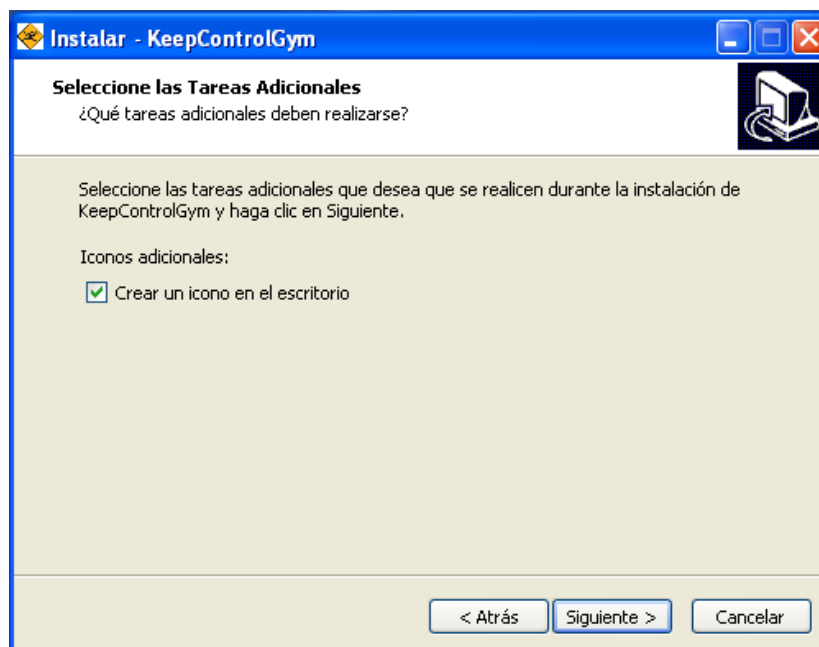 Instalar - KeepControlGym
Seleccione las Tareas Adicionales
¿Qué tareas adicionales deben realizarse?
Seleccione las tareas adicionales que desea que se realicen durante la instalación de
KeepControlGym y haga clic en Siguiente.
Iconos adicionales:
Crear un icono en el escritorio
< Atrás
Siguiente >
Cancelar